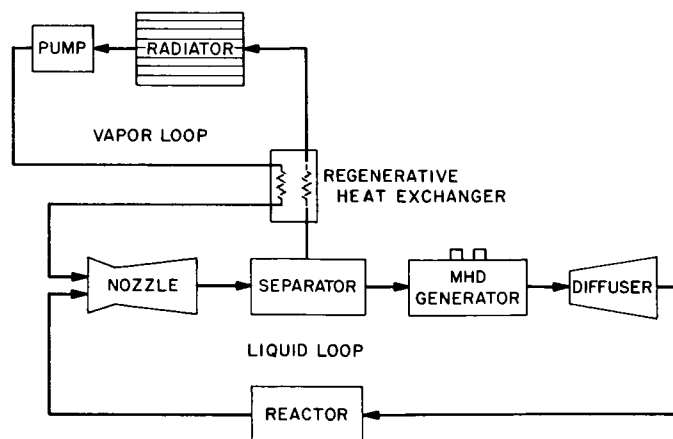 PUMP
RADIATOR
VAPOR LOOP
REGENERATIVE
HEAT EXCHANGER
NOZZLE
SEPARATOR
MHD
GENERATOR
DIFFUSER
LIQUID LOOP
REACTOR